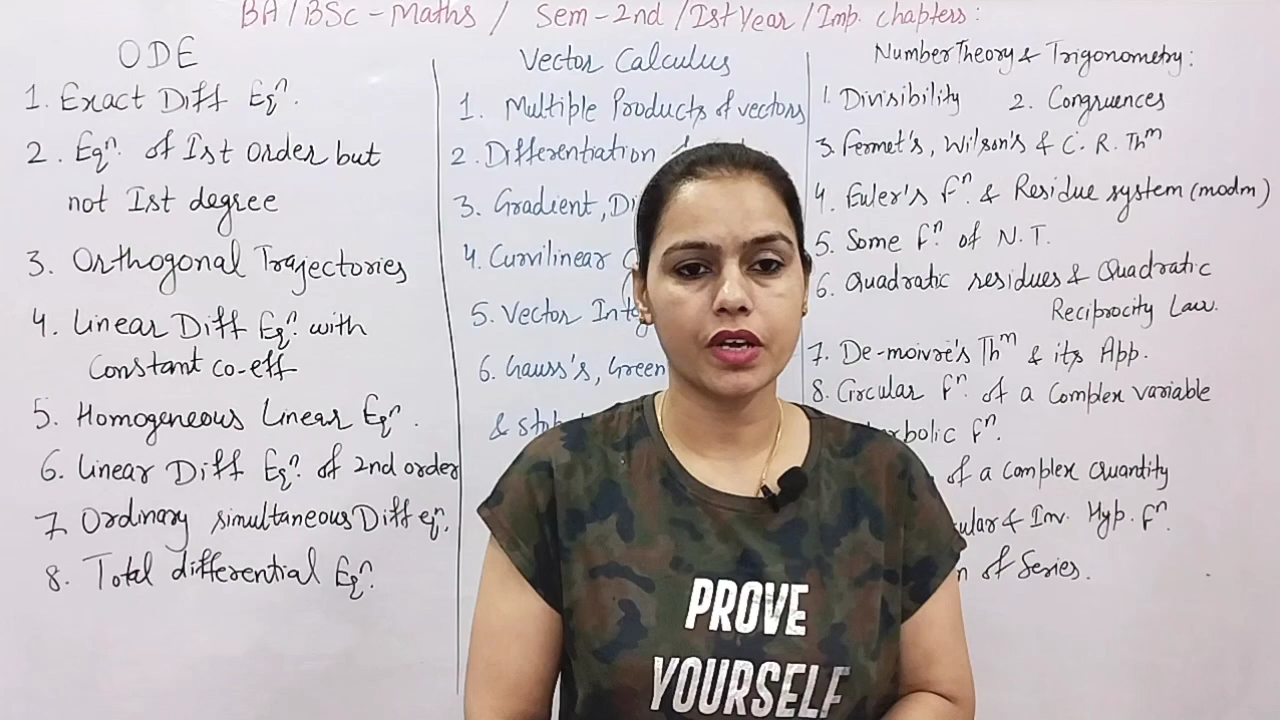 BA/BSc - Maths / Sem-2nd / Ist Year / Imp. chapters:
ODE
1. Exact Diff Eqⁿ.
2. Eqⁿ. of Ist order but
not Ist degree
3. Orthogonal Trajectories
4. Linear Diff Eqⁿ. with
Constant co-eff
5. Homogeneous Linear Eqⁿ.
6. Linear Diff Eqⁿ. of 2nd order
7. Ordinary simultaneous Diff eqⁿ.
8. Total differential Eqⁿ.
Vector Calculus
1. Multiple Products of vectors
2. Differentiation
3. Gradient, Di
4. Curvilinear
5. Vector Integ
6. Gauss's, Green
& stok
Number Theory & Trigonometry:
1. Divisibility 2. Congruences
3. Fermet's, Wilson's & C. R. Thᵐ
4. Euler's fⁿ. & Residue system (mod m)
5. Some fⁿ. of N.T.
6. Quadratic residues & Quadratic
Reciprocity Law.
7. De-moivre's Thᵐ & its App.
8. Circular fⁿ. of a Complex variable
rbolic fⁿ.
of a Complex Quantity
ular & Inv. Hyp. fⁿ.
n of Series.
PROVE
YOURSELF